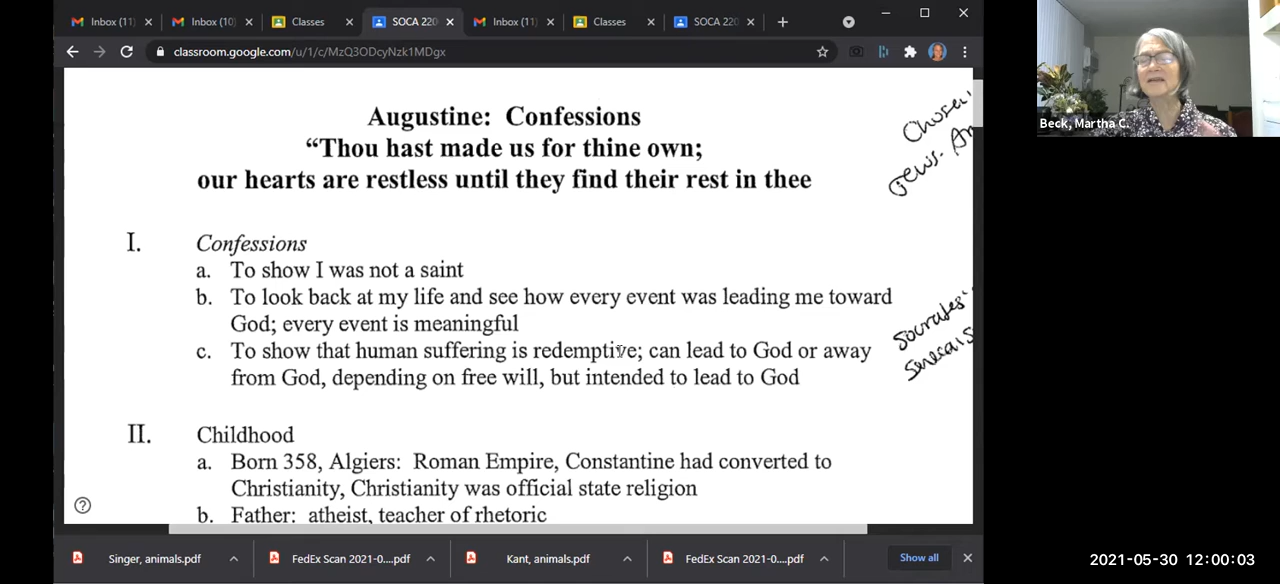 Inbox (11)
Inbox (10)
Classes
SOCA 220
Inbox (11)
Classes
SOCA 220
classroom.google.com/u/1/c/MzQ3ODcyNzk1MDgx
Beck, Martha C.
Augustine: Confessions
“Thou hast made us for thine own;
our hearts are restless until they find their rest in thee
Jews.
I. Confessions
a. To show I was not a saint
b. To look back at my life and see how every event was leading me toward
God; every event is meaningful
Socrates'
c. To show that human suffering is redemptive; can lead to God or away
from God, depending on free will, but intended to lead to God
II. Childhood
a. Born 358, Algiers: Roman Empire, Constantine had converted to
Christianity, Christianity was official state religion
b. Father: atheist, teacher of rhetoric
Singer, animals.pdf
FedEx Scan 2021-0....pdf
Kant, animals.pdf
FedEx Scan 2021-0....pdf
Show all
2021-05-30 12:00:03